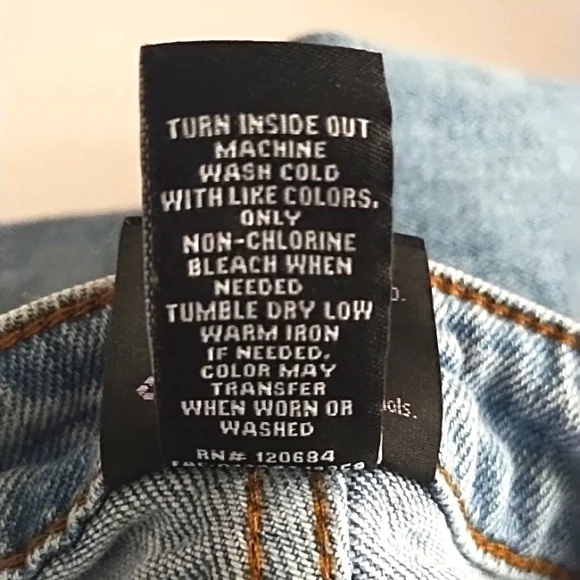 TURN INSIDE OUT
MACHINE
WASH COLD
WITH LIKE COLORS.
ONLY
NON-CHLORINE
BLEACH WHEN
NEEDED
TUMBLE DRY LOW
WARM IRON
IF NEEDED.
COLOR MAY
TRANSFER
WHEN WORN OR
WASHED
RN# 120684
ols.